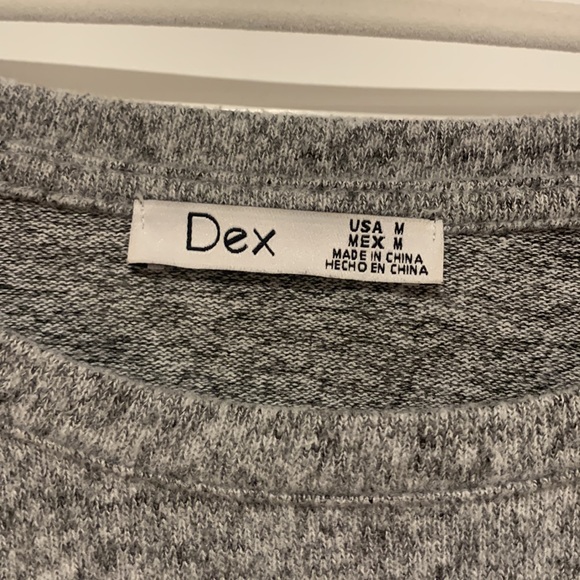 Dex
USA M
MEX M
MADE IN CHINA
HECHO EN CHINA